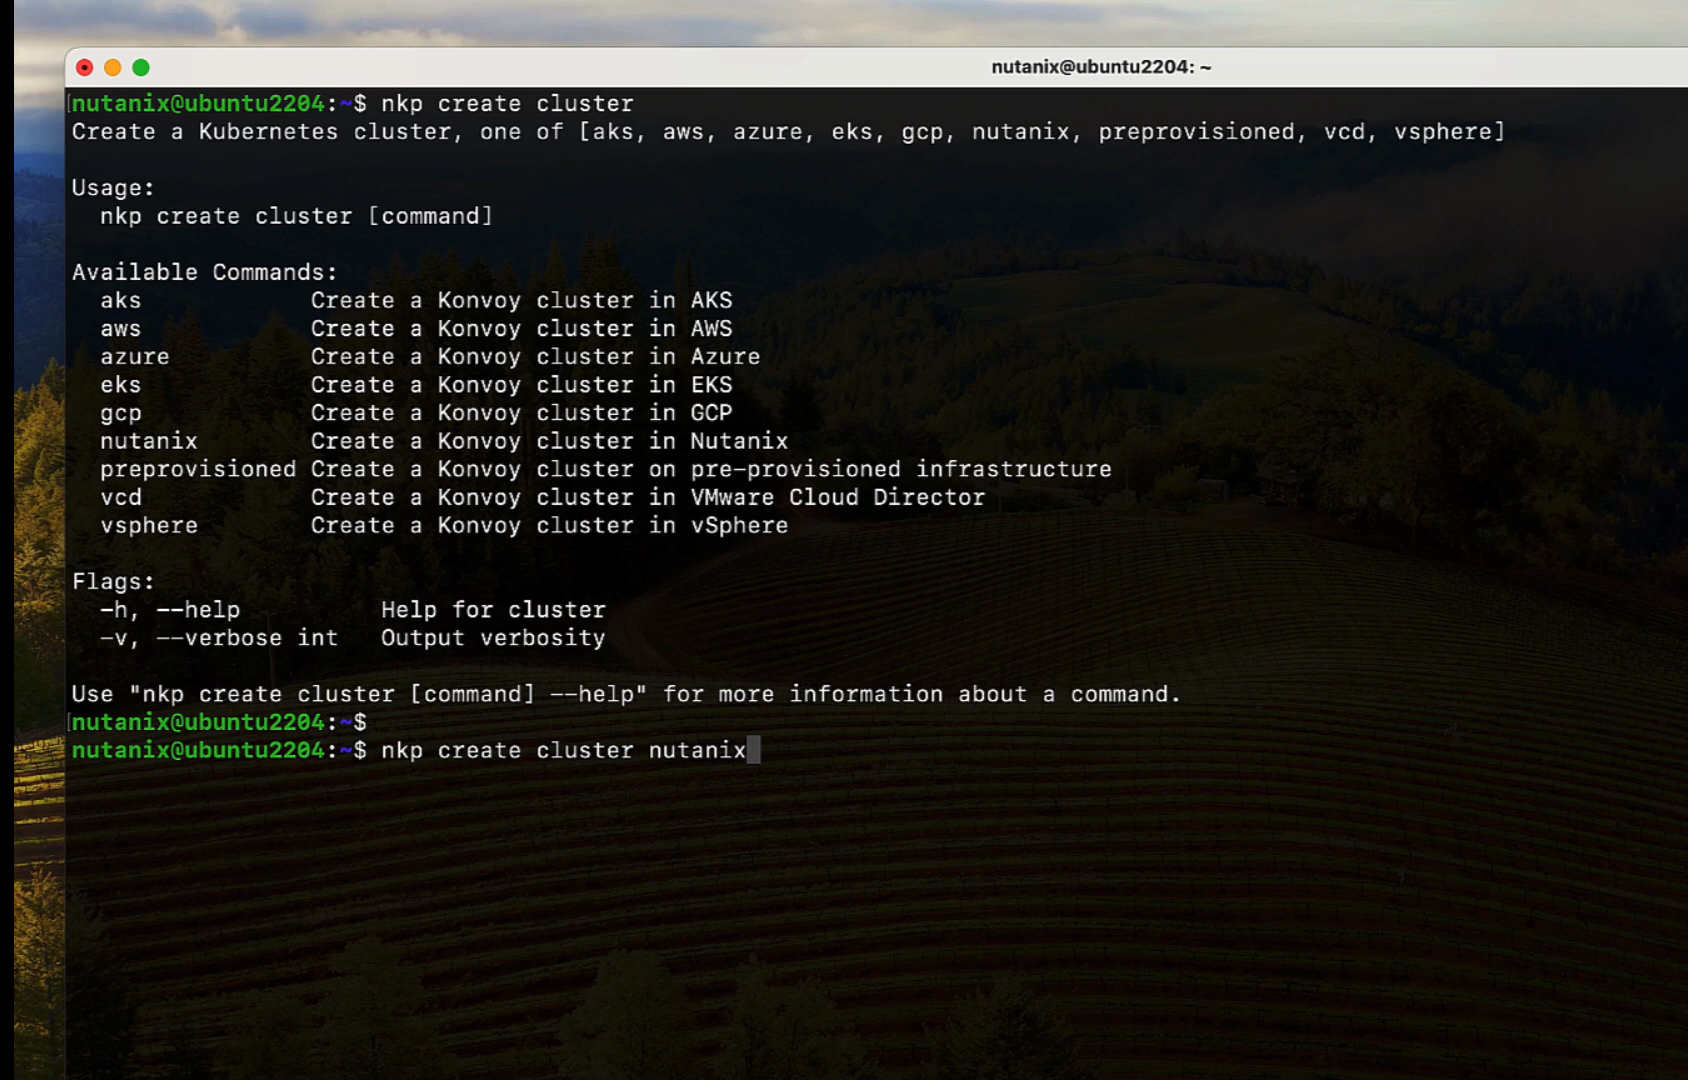 nutanix@ubuntu2204: ~
[nutanix@ubuntu2204:~$ nkp create cluster
Create a Kubernetes cluster, one of [aks, aws, azure, eks, gcp, nutanix, preprovisioned, vcd, vsphere]
Usage:
  nkp create cluster [command]
Available Commands:
  aks            Create a Konvoy cluster in AKS
  aws            Create a Konvoy cluster in AWS
  azure          Create a Konvoy cluster in Azure
  eks            Create a Konvoy cluster in EKS
  gcp            Create a Konvoy cluster in GCP
  nutanix        Create a Konvoy cluster in Nutanix
  preprovisioned Create a Konvoy cluster on pre-provisioned infrastructure
  vcd            Create a Konvoy cluster in VMware Cloud Director
  vsphere        Create a Konvoy cluster in vSphere
Flags:
  -h, --help          Help for cluster
  -v, --verbose int   Output verbosity
Use "nkp create cluster [command] --help" for more information about a command.
[nutanix@ubuntu2204:~$
nutanix@ubuntu2204:~$ nkp create cluster nutanix